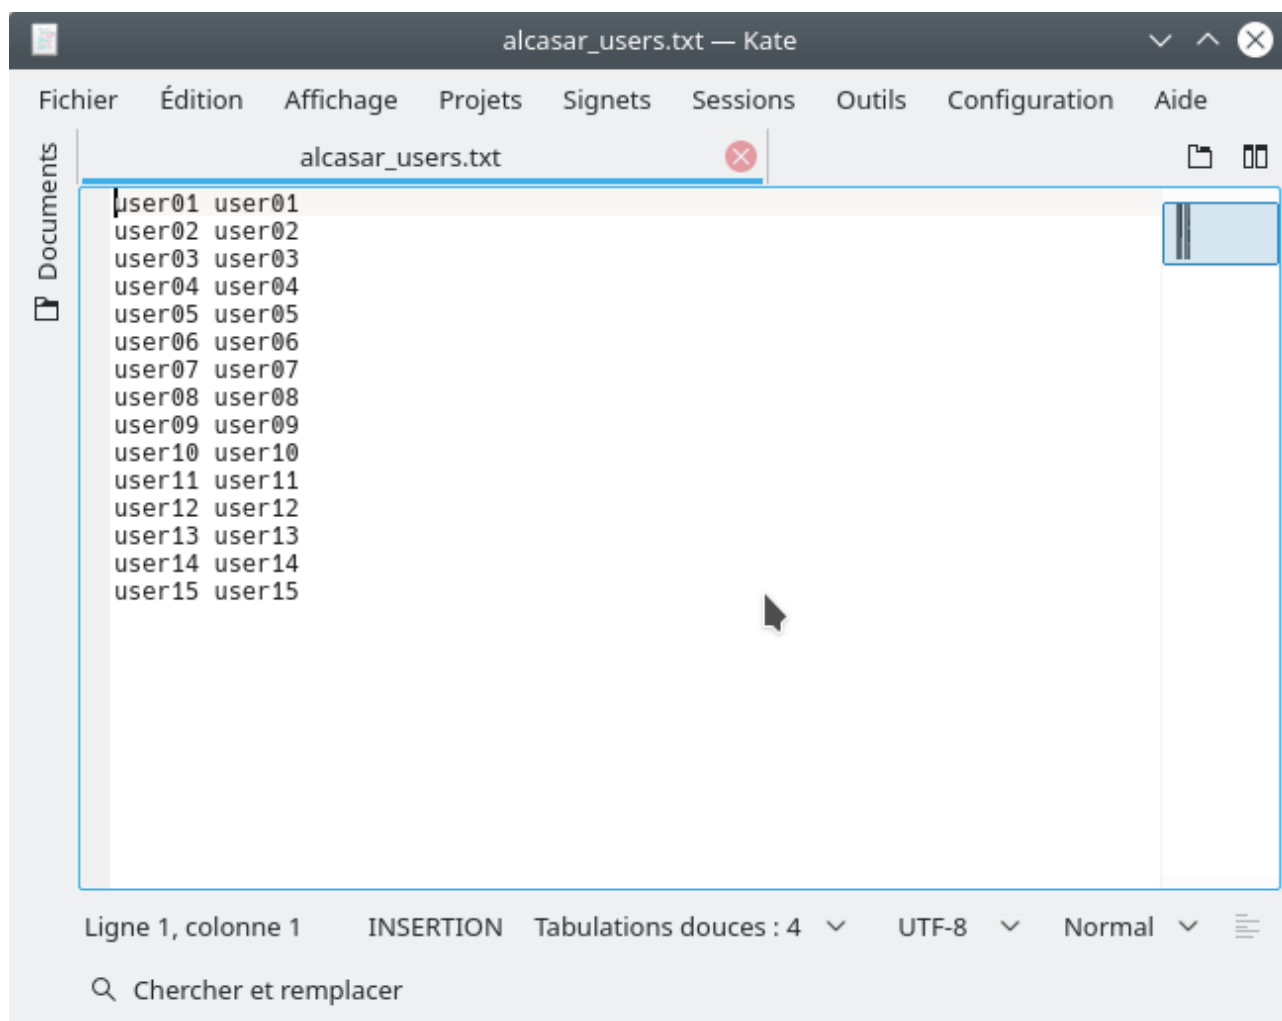 alcasar_users.txt — Kate
Fichier Édition Affichage Projets Signets Sessions Outils Configuration Aide
Documents
alcasar_users.txt
user01 user01
user02 user02
user03 user03
user04 user04
user05 user05
user06 user06
user07 user07
user08 user08
user09 user09
user10 user10
user11 user11
user12 user12
user13 user13
user14 user14
user15 user15
Ligne 1, colonne 1 INSERTION Tabulations douces : 4 UTF-8 Normal
Chercher et remplacer